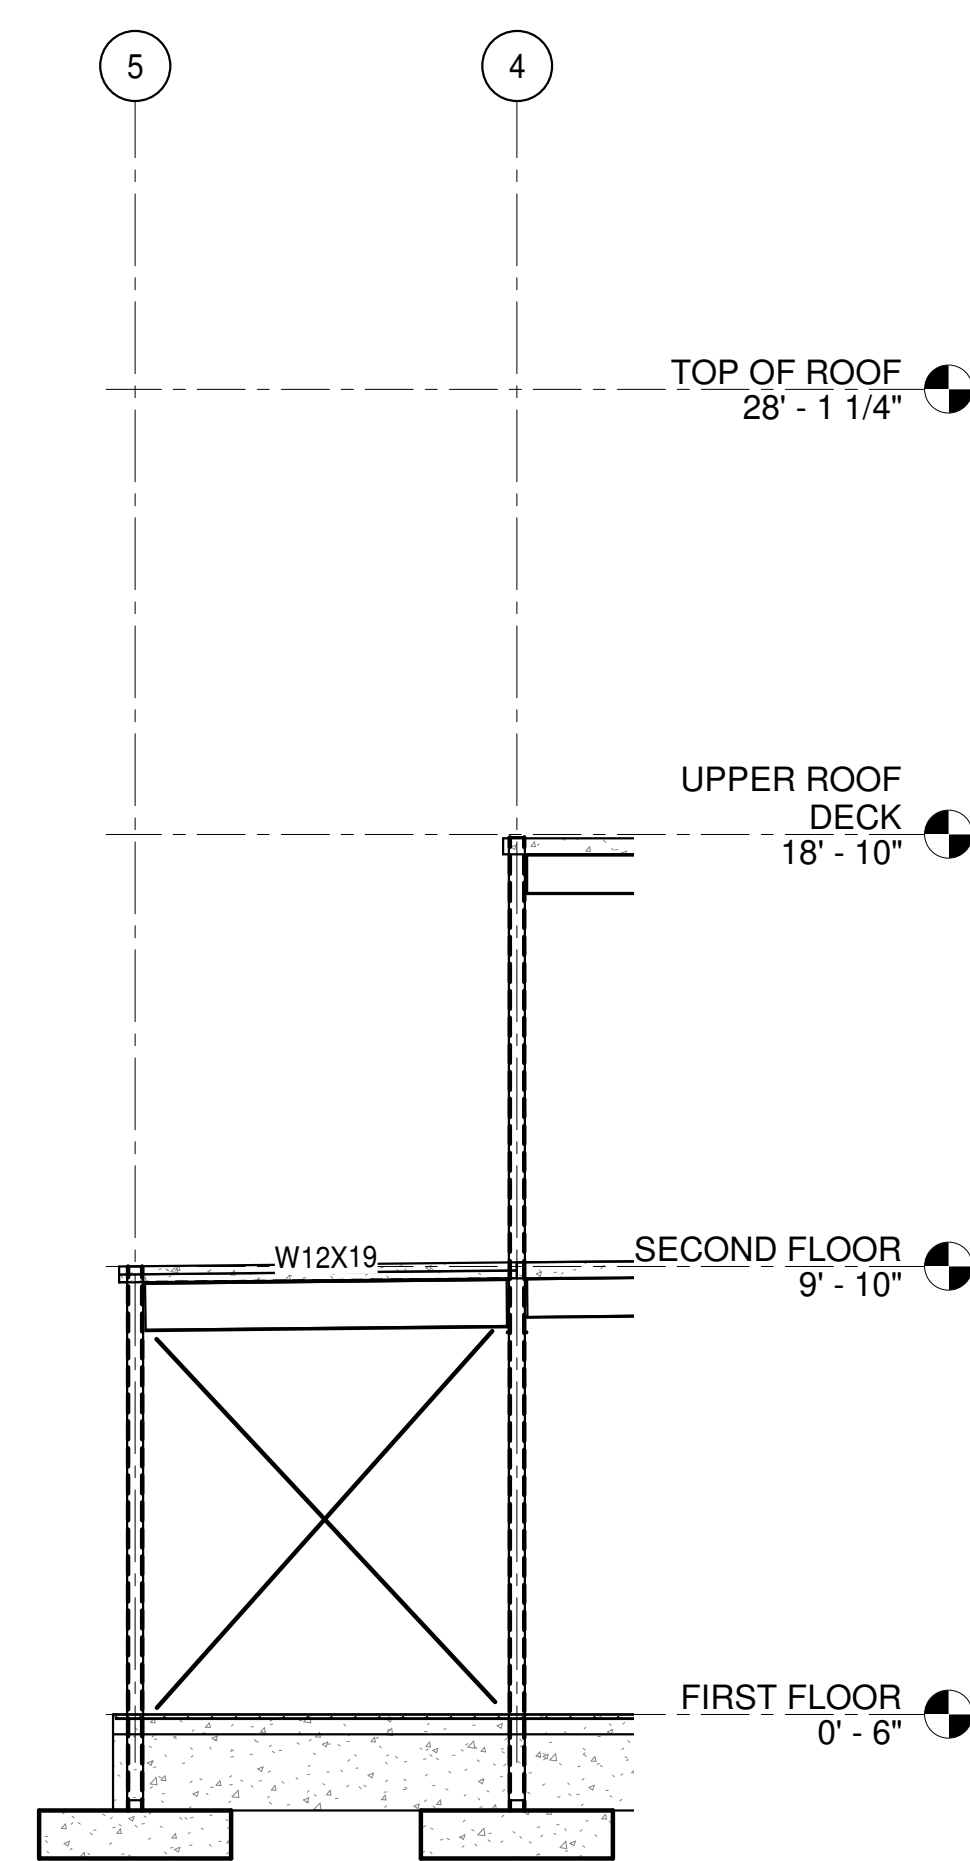 5
4
TOP OF ROOF
28' - 1 1/4"
UPPER ROOF
DECK
18' - 10"
W12X19
SECOND FLOOR
9' - 10"
FIRST FLOOR
0' - 6"